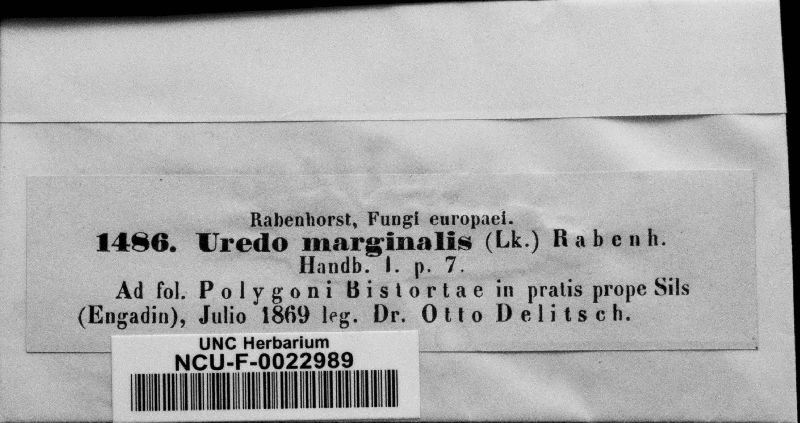 Rabenhorst, Fungi europaei.
1486. Uredo marginalis (Lk.) Rabenh.
Handb. I. p. 7.
Ad fol. Polygoni Bistortae in pratis prope Sils
(Engadin), Julio 1869 leg. Dr. Otto Delitsch.
UNC Herbarium
NCU-F-0022989